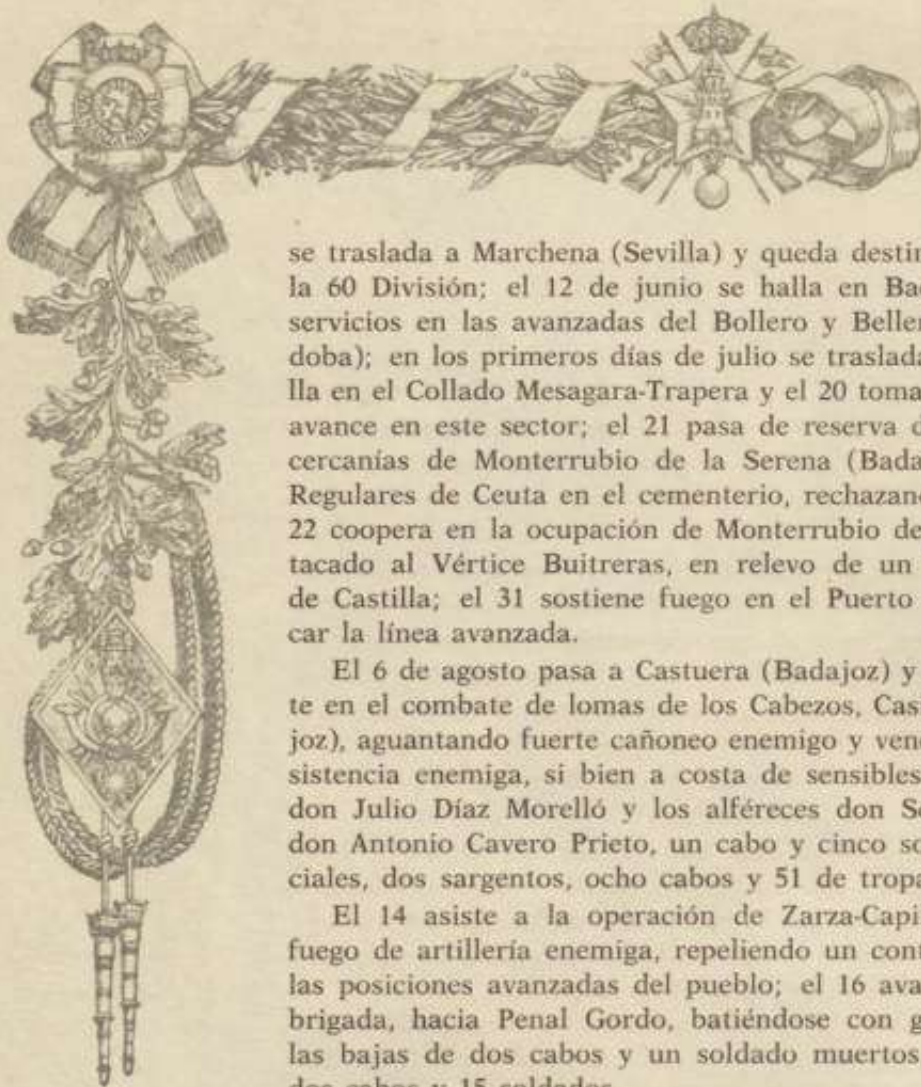 se traslada a Marchena (Sevilla) y queda destin
la 60 División; el 12 de junio se halla en Ba
servicios en las avanzadas del Bollero y Beller
doba); en los primeros días de julio se traslada
lla en el Collado Mesagara-Trapera y el 20 toma
avance en este sector; el 21 pasa de reserva
cercanías de Monterrubio de la Serena (Bada
Regulares de Ceuta en el cementerio, rechazan
22 coopera en la ocupación de Monterrubio de
tacado al Vértice Buitreras, en relevo de un
de Castilla; el 31 sostiene fuego en el Puerto
car la línea avanzada.
El 6 de agosto pasa a Castuera (Badajoz) y
te en el combate de lomas de los Cabezos, Cas
joz), aguantando fuerte cañoneo enemigo y ven
sistencia enemiga, si bien a costa de sensibles
don Julio Díaz Morelló y los alféreces don S
don Antonio Cavero Prieto, un cabo y cinco so
ciales, dos sargentos, ocho cabos y 51 de tropa
El 14 asiste a la operación de Zarza-Capi
fuego de artillería enemiga, repeliendo un con
las posiciones avanzadas del pueblo; el 16 ava
brigada, hacia Penal Gordo, batiéndose con g
las bajas de dos cabos y un soldado muertos
dos cabos y 15 soldados